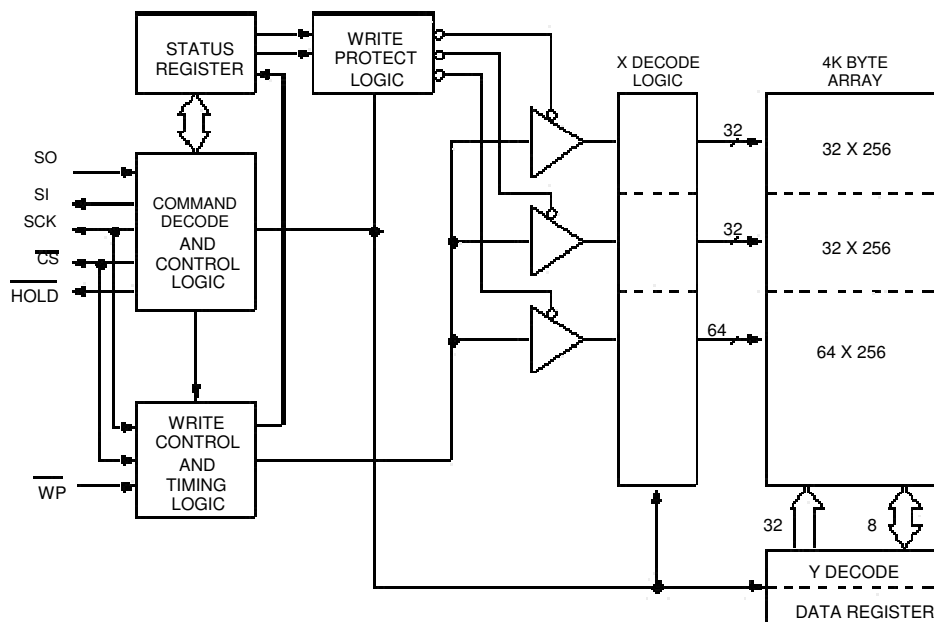 STATUS
REGISTER
WRITE
PROTECT
LOGIC
X DECODE
LOGIC
4K BYTE
ARRAY
SO
SI
SCK
CS
HOLD
WP
COMMAND
DECODE
AND
CONTROL
LOGIC
WRITE
CONTROL
AND
TIMING
LOGIC
32
32
64
32 X 256
32 X 256
64 X 256
32
8
Y DECODE
DATA REGISTER